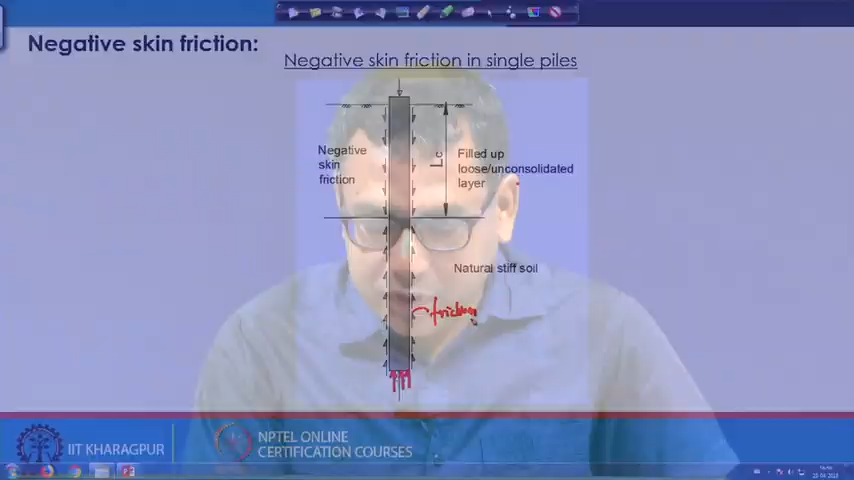 Negative skin friction:
Negative skin friction in single piles
Negative
skin
friction
Lc
Filled up
loose/unconsolidated
layer
Natural stiff soil
friction
IIT KHARAGPUR
NPTEL ONLINE
CERTIFICATION COURSES